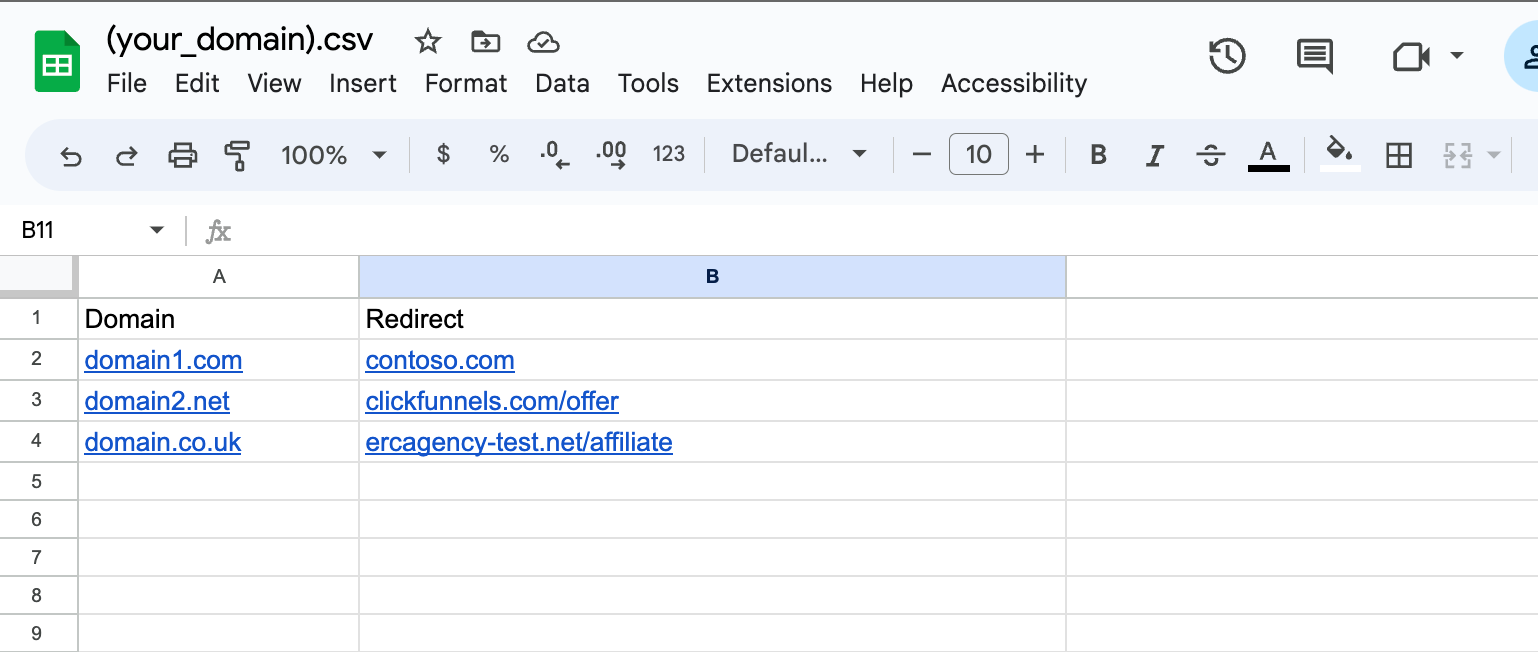 (your_domain).csv
File Edit View Insert Format Data Tools Extensions Help Accessibility
100% $ % .0 .00 123 Defaul... 10 B I S A
B11 fx
A B
1 Domain Redirect
2 domain1.com contoso.com
3 domain2.net clickfunnels.com/offer
4 domain.co.uk ercagency-test.net/affiliate
5
6
7
8
9